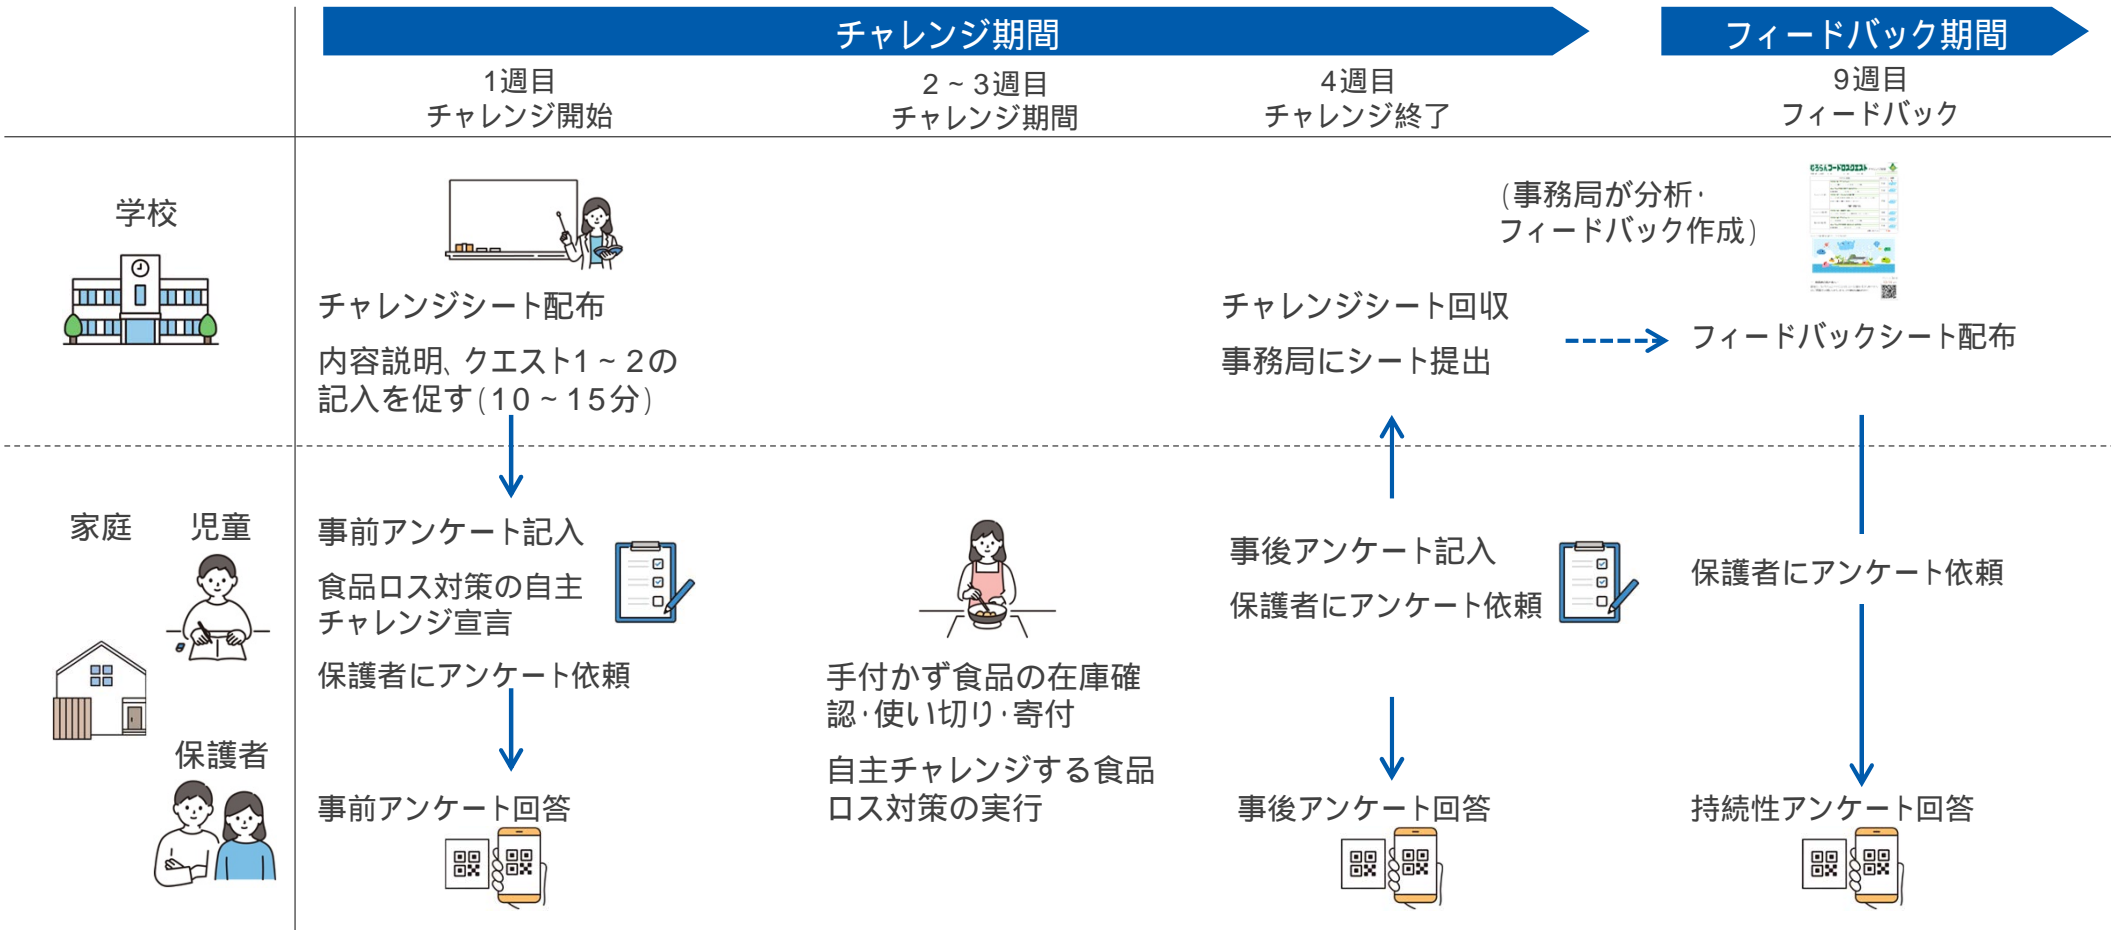 チャレンジ期間
フィードバック期間
1週目
チャレンジ開始
2~3週目
チャレンジ期間
4週目
チャレンジ終了
9週目
フィードバック
学校
チャレンジシート配布
内容説明、クエスト1~2の
記入を促す(10~15分)
チャレンジシート回収
事務局にシート提出
(事務局が分析・
フィードバック作成)
むろらんフードロスクエスト
フィードバックシート配布
家庭
児童
保護者
事前アンケート記入
食品ロス対策の自主
チャレンジ宣言
保護者にアンケート依頼
事前アンケート回答
手付かず食品の在庫確
認・使い切り・寄付
自主チャレンジする食品
ロス対策の実行
事後アンケート記入
保護者にアンケート依頼
事後アンケート回答
保護者にアンケート依頼
持続性アンケート回答